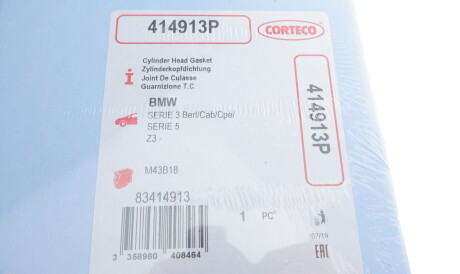 414913P
CORTECO
Cylinder Head Gasket
Zylinderkopfdichtung
Joint De Culasse
Guarnizione T.C.
BMW
SERIE 3 Berl/Cab/Cpe/
SERIE 5
Z3 -
M43B18
83414913
1 PC
07/19
3 358960 408464
EAC
414913P